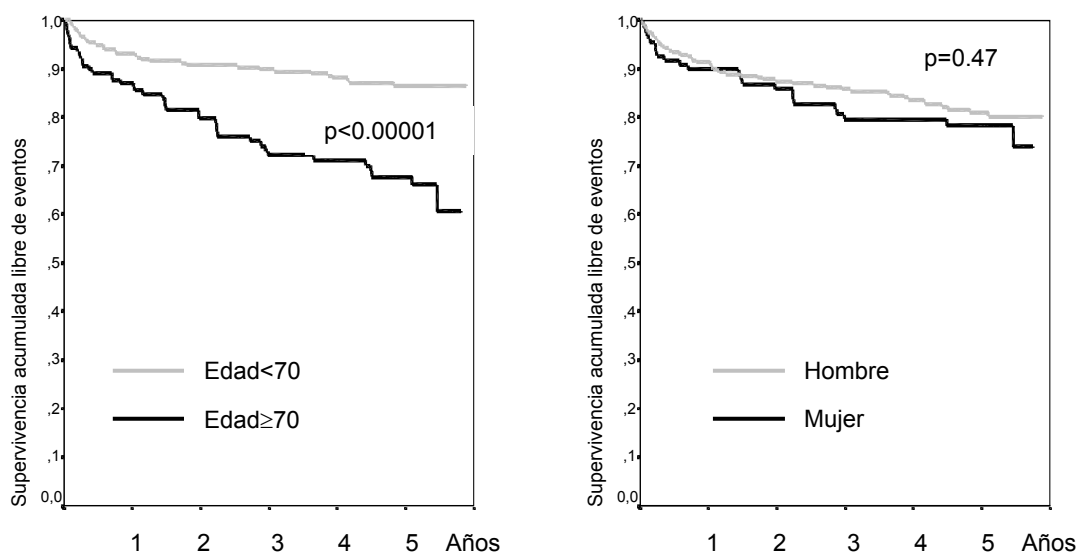 Supervivencia acumulada libre de eventos
1,0
,9
,8
,7
,6
,5
,4
,3
,2
,1
0,0
p<0.00001
Edad<70
Edad≥70
1 2 3 4 5 Años
Supervivencia acumulada libre de eventos
1,0
,9
,8
,7
,6
,5
,4
,3
,2
,1
0,0
p=0.47
Hombre
Mujer
1 2 3 4 5 Años